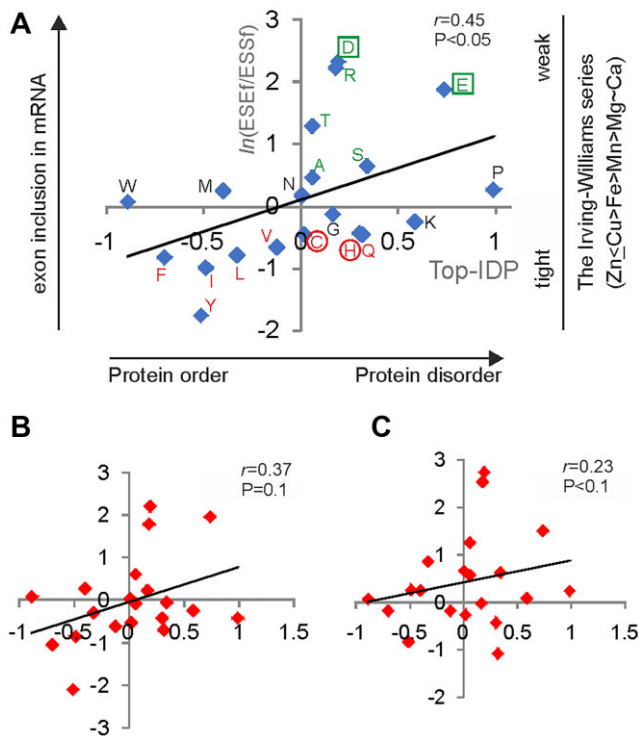 A
exon inclusion in mRNA
ln(ESEf/ESSf)
r=0.45
P<0.05
weak
tight
The Irving-Williams series
(Zn≤Cu>Fe>Mn>Mg~Ca)
3
2
1
0
-1
-2
-1
-0.5
0
0.5
1
D
R
E
T
A
S
W
M
N
P
G
K
V
C
H
Q
F
I
L
Y
Top-IDP
Protein order
Protein disorder
B
r=0.37
P=0.1
3
2
1
0
-1
-2
-3
-1
-0.5
0
0.5
1
1.5
C
r=0.23
P<0.1
3
2
1
0
-1
-2
-3
-1
-0.5
0
0.5
1
1.5